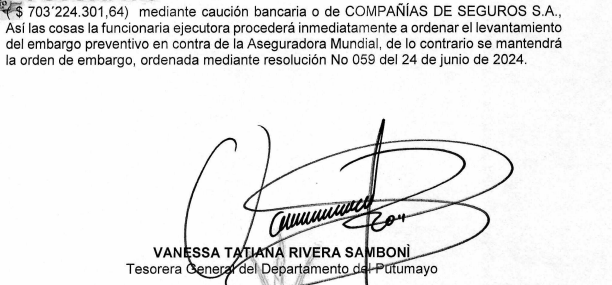 ( $ 703´224.301,64) mediante caución bancaria o de COMPAÑÍAS DE SEGUROS S.A.,
Así las cosas la funcionaria ejecutora procederá inmediatamente a ordenar el levantamiento
del embargo preventivo en contra de la Aseguradora Mundial, de lo contrario se mantendrá
la orden de embargo, ordenada mediante resolución No 059 del 24 de junio de 2024.
VANESSA TATIANA RIVERA SAMBONÌ
Tesorera General del Departamento del Putumayo